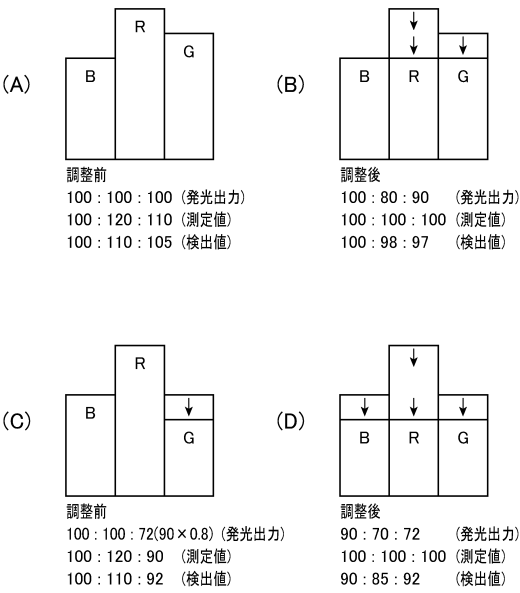 (A)
B
R
G
調整前
100：100：100 (発光出力)
100：120：110 (測定値)
100：110：105 (検出値)
(B)
B
R
G
調整後
100：80：90 (発光出力)
100：100：100 (測定値)
100：98：97 (検出値)
(C)
B
R
G
調整前
100：100：72(90×0.8) (発光出力)
100：120：90 (測定値)
100：110：92 (検出値)
(D)
B
R
G
調整後
90：70：72 (発光出力)
100：100：100 (測定値)
90：85：92 (検出値)